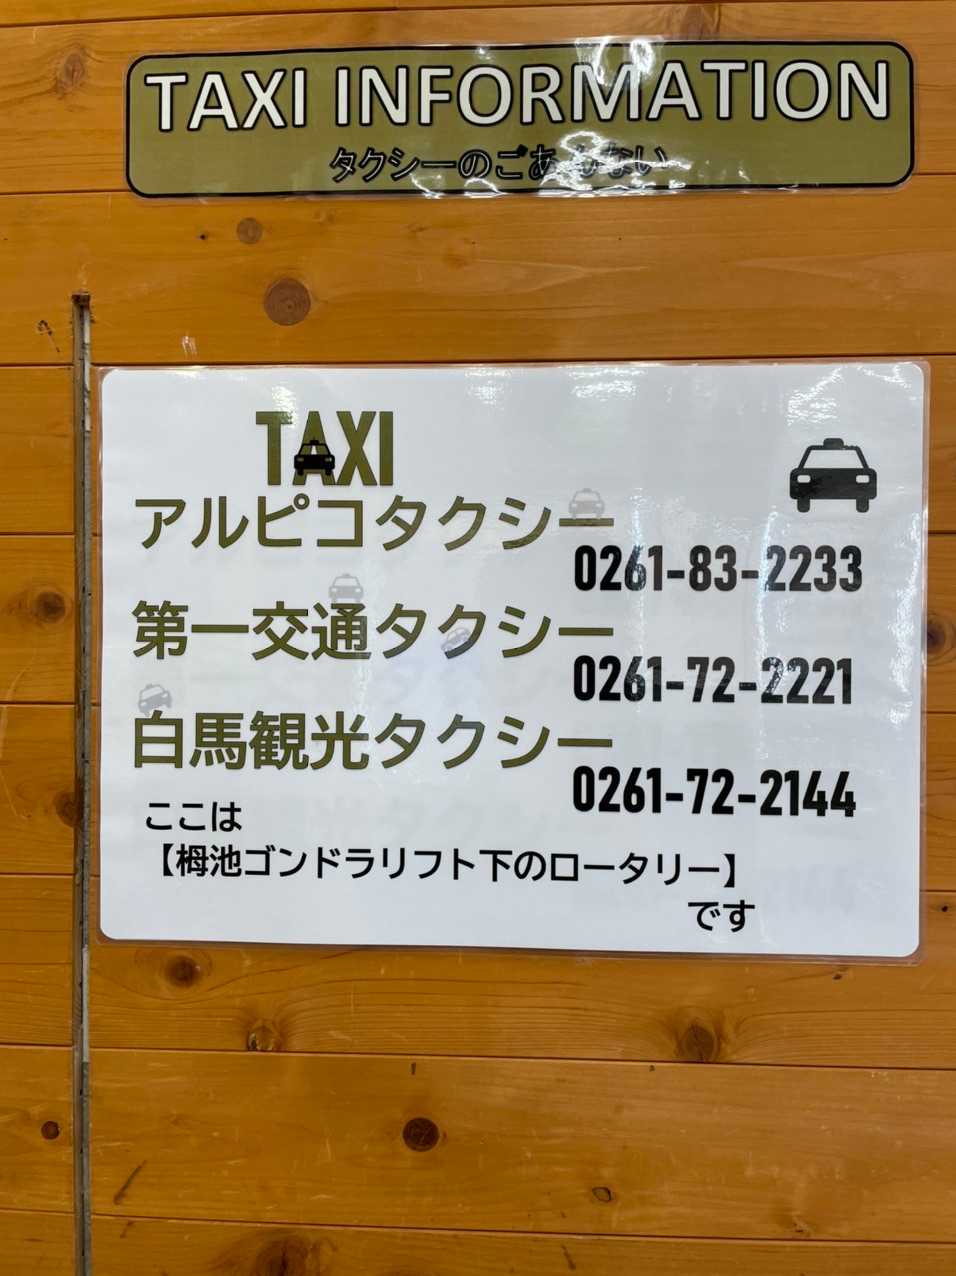 TAXI INFORMATION
タクシーのごあんない
TAXI
アルピコタクシー
0261-83-2233
第一交通タクシー
0261-72-2221
白馬観光タクシー
0261-72-2144
ここは
【栂池ゴンドラリフト下のロータリー】
です